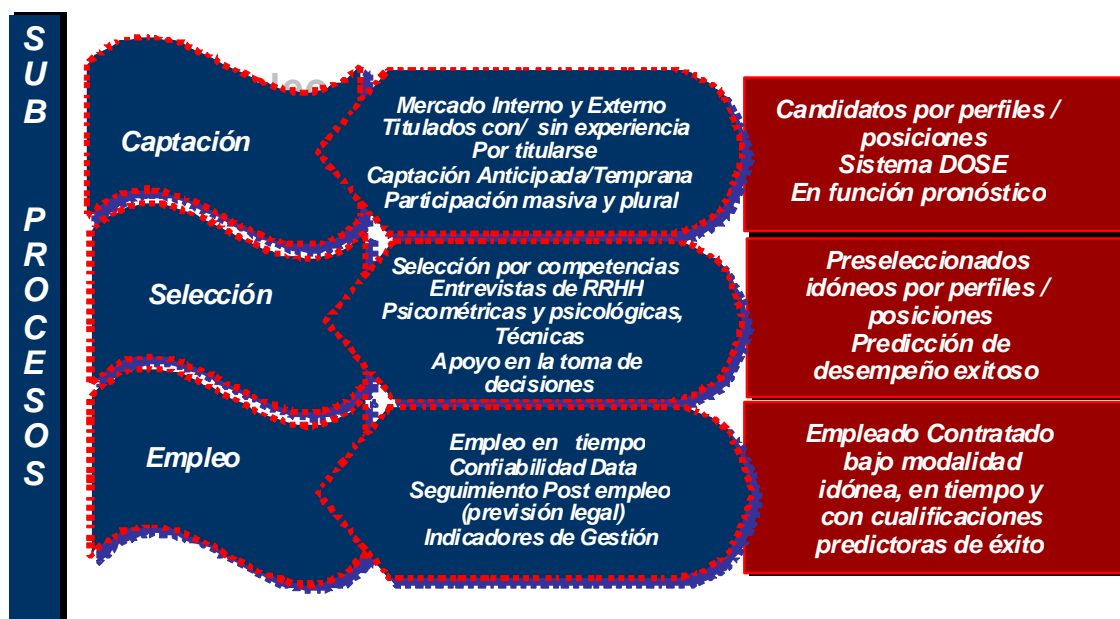 SUB PROCESOS
Captación
Mercado Interno y Externo
Titulados con/ sin experiencia
Por titularse
Captación Anticipada/Temprana
Participación masiva y plural
Candidatos por perfiles /
posiciones
Sistema DOSE
En función pronóstico
Selección
Selección por competencias
Entrevistas de RRHH
Psicométricas y psicológicas,
Técnicas
Apoyo en la toma de
decisiones
Preseleccionados
idóneos por perfiles /
posiciones
Predicción de
desempeño exitoso
Empleo
Empleo en tiempo
Confiabilidad Data
Seguimiento Post empleo
(previsión legal)
Indicadores de Gestión
Empleado Contratado
bajo modalidad
idónea, en tiempo y
con cualificaciones
predictoras de éxito